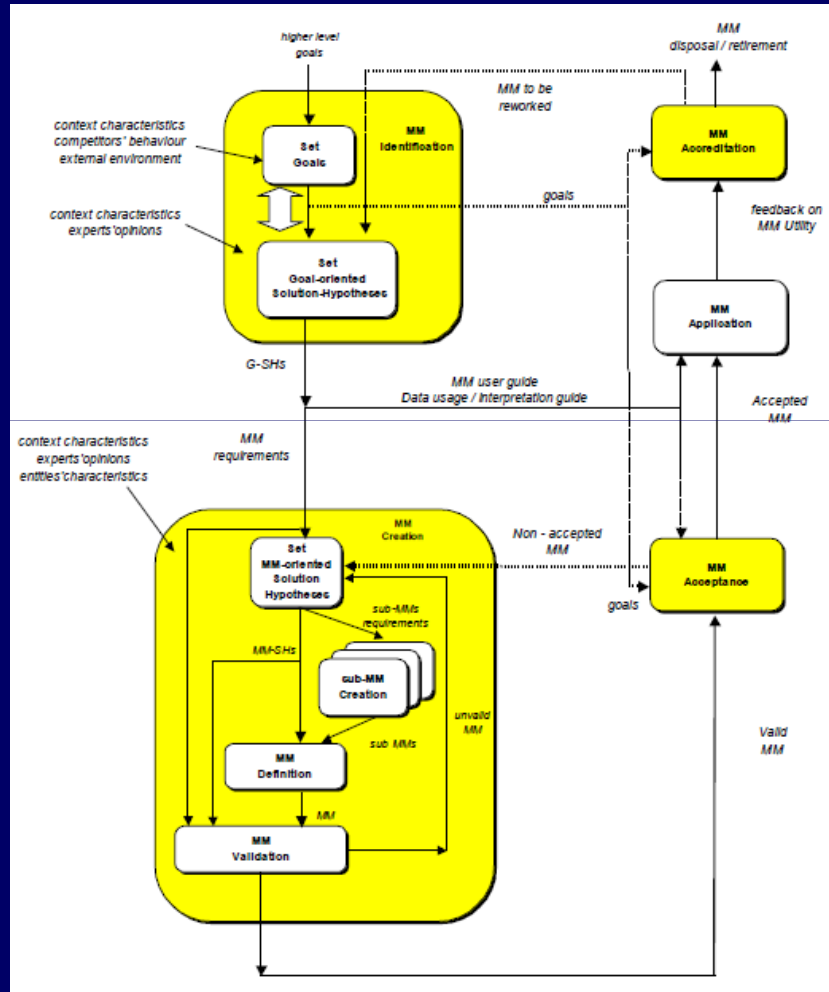 higher level
goals
MM
disposal / retirement
MM to be
reworked
context characteristics
competitors' behaviour
external environment
MM
Identification
Set
Goals
MM
Accreditation
goals
context characteristics
experts'opinions
feedback on
MM Utility
Set
Goal-oriented
Solution-Hypotheses
MM
Application
G-SHs
MM user guide
Data usage / Interpretation guide
Accepted
MM
context characteristics
experts'opinions
entities'characteristics
MM
requirements
MM
Creation
Non - accepted
MM
Set
MM-oriented
Solution
Hypotheses
MM
Acceptance
goals
sub-MMs
requirements
MM-SHs
sub-MM
Creation
unvalid
MM
sub MMs
Valid
MM
MM
Definition
MM
MM
Validation